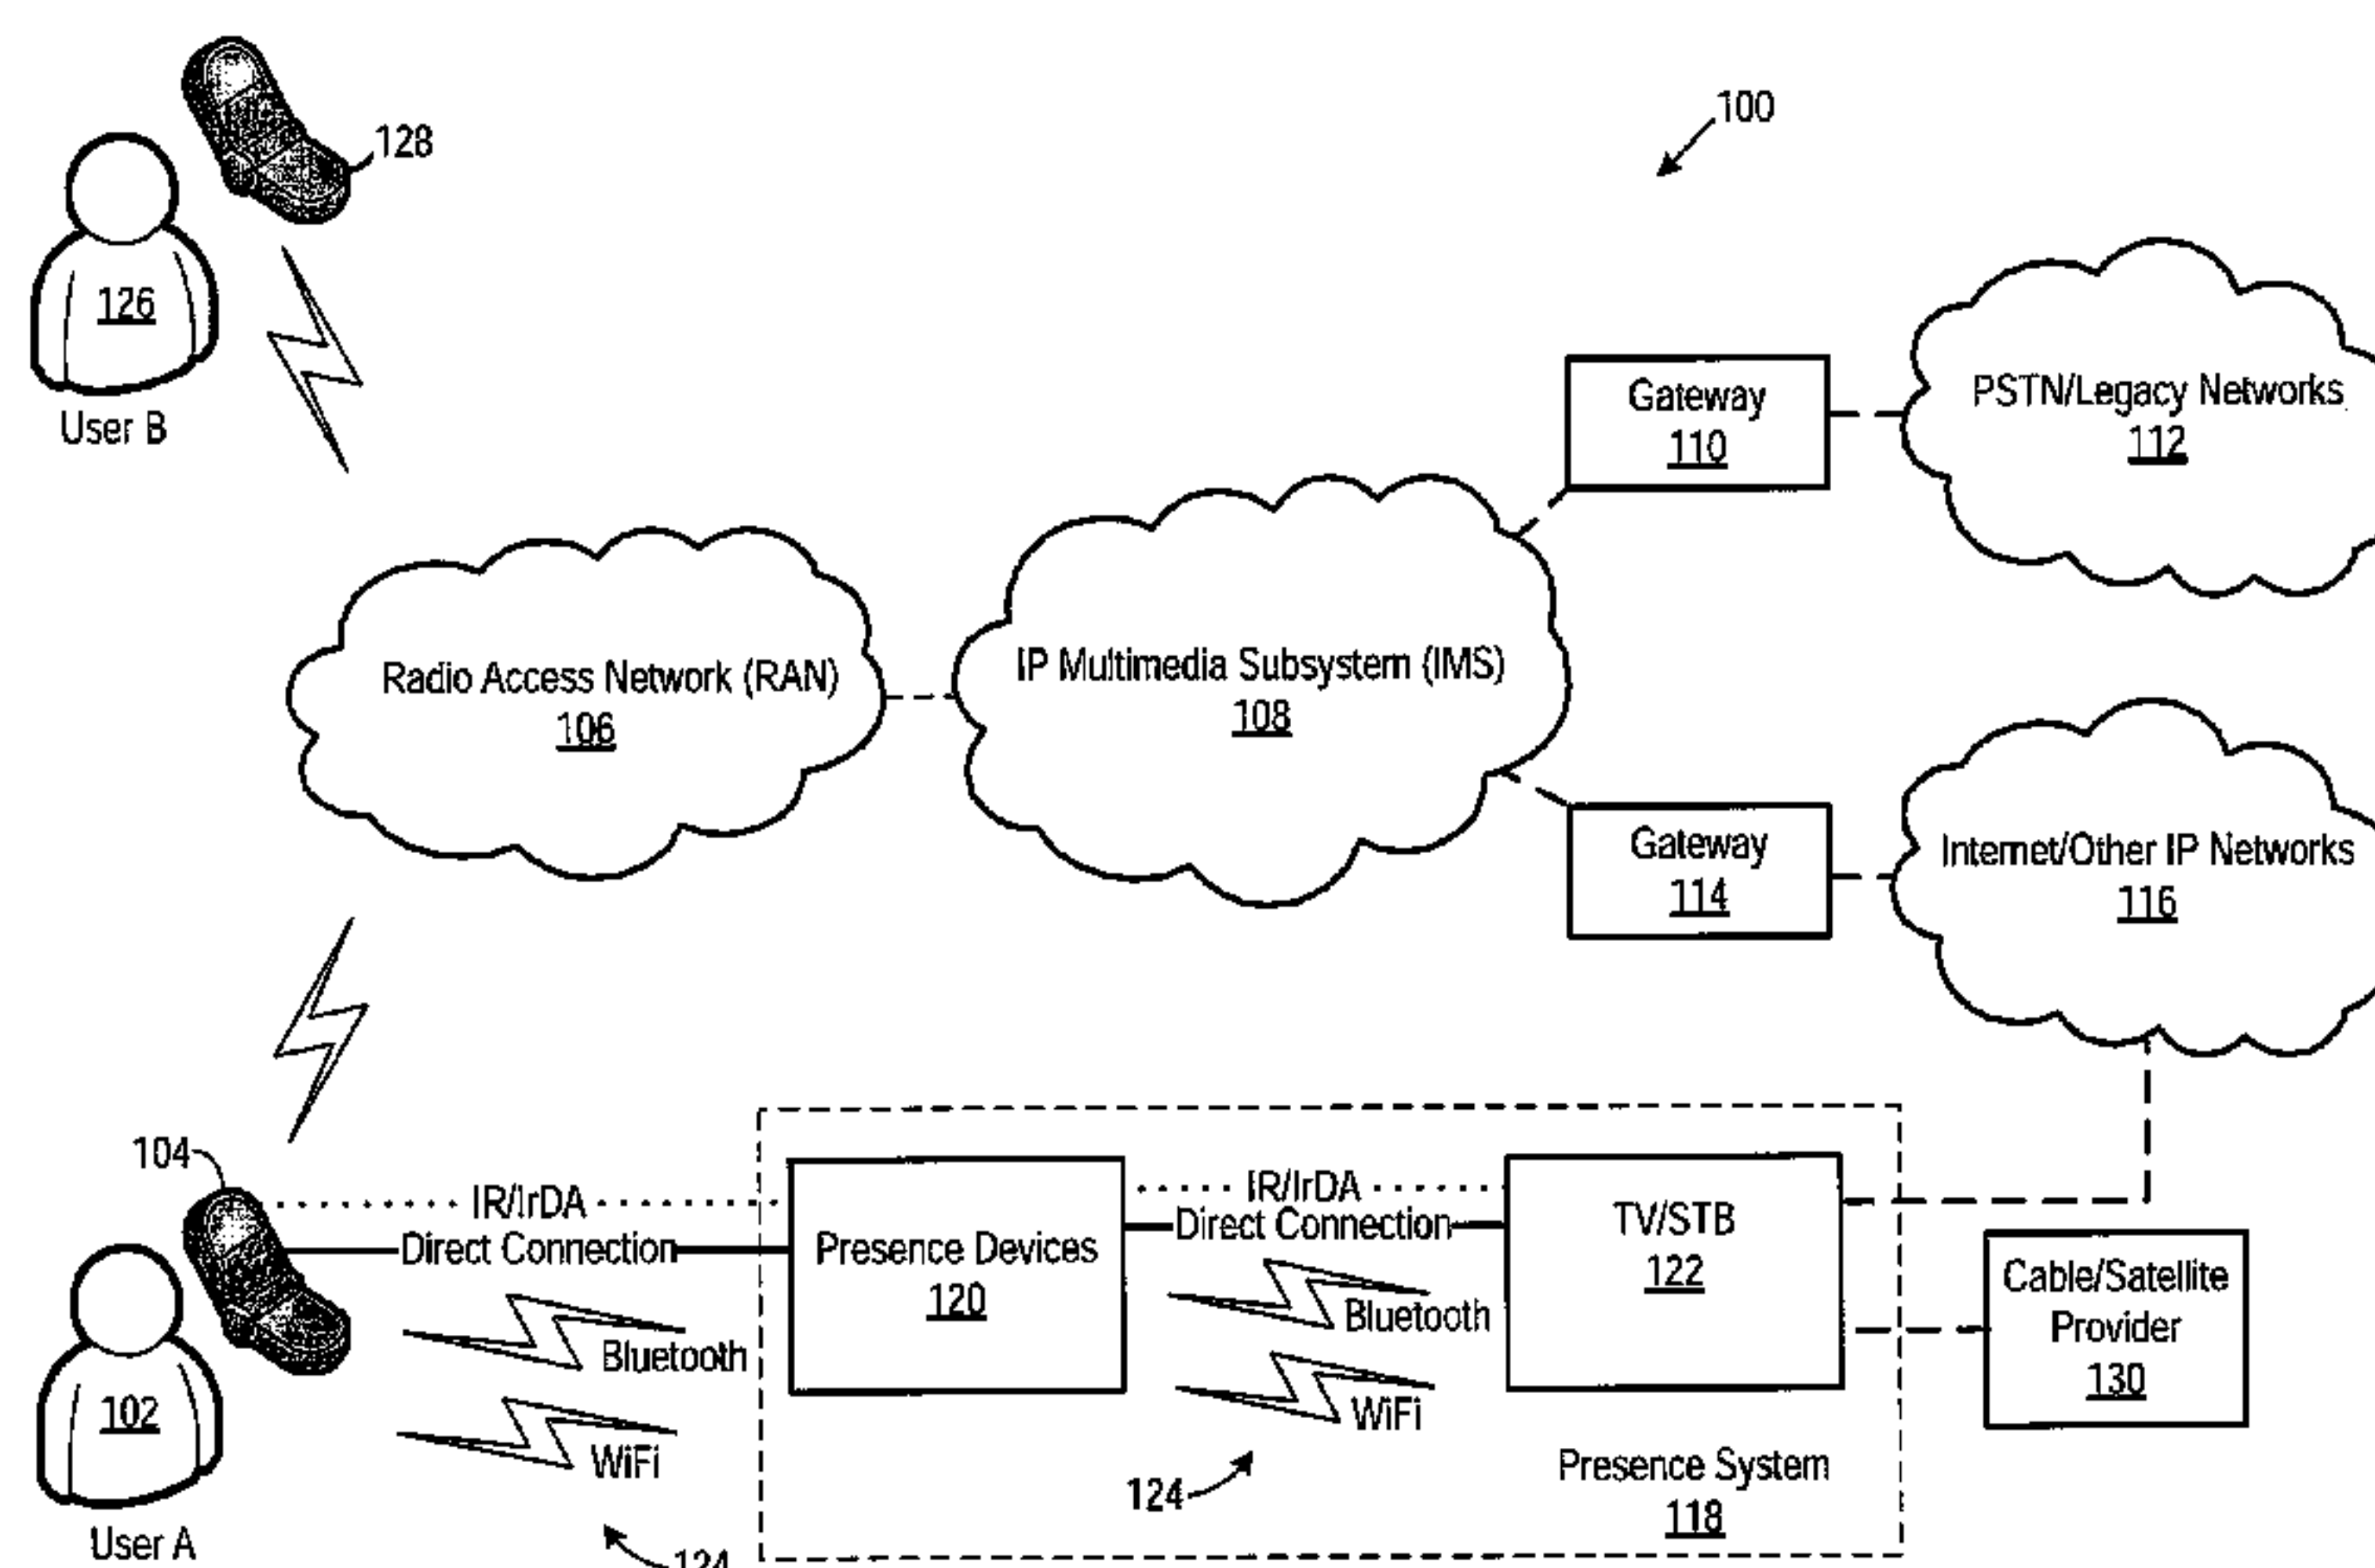 100
128
126
User B
Gateway
110
PSTN/Legacy Networks
112
Radio Access Network (RAN)
106
IP Multimedia Subsystem (IMS)
108
Gateway
114
Internet/Other IP Networks
116
104
IR/IrDA
Direct Connection
Bluetooth
WiFi
102
User A
124
Presence Devices
120
IR/IrDA
Direct Connection
Bluetooth
WiFi
124
TV/STB
122
Presence System
118
Cable/Satellite
Provider
130